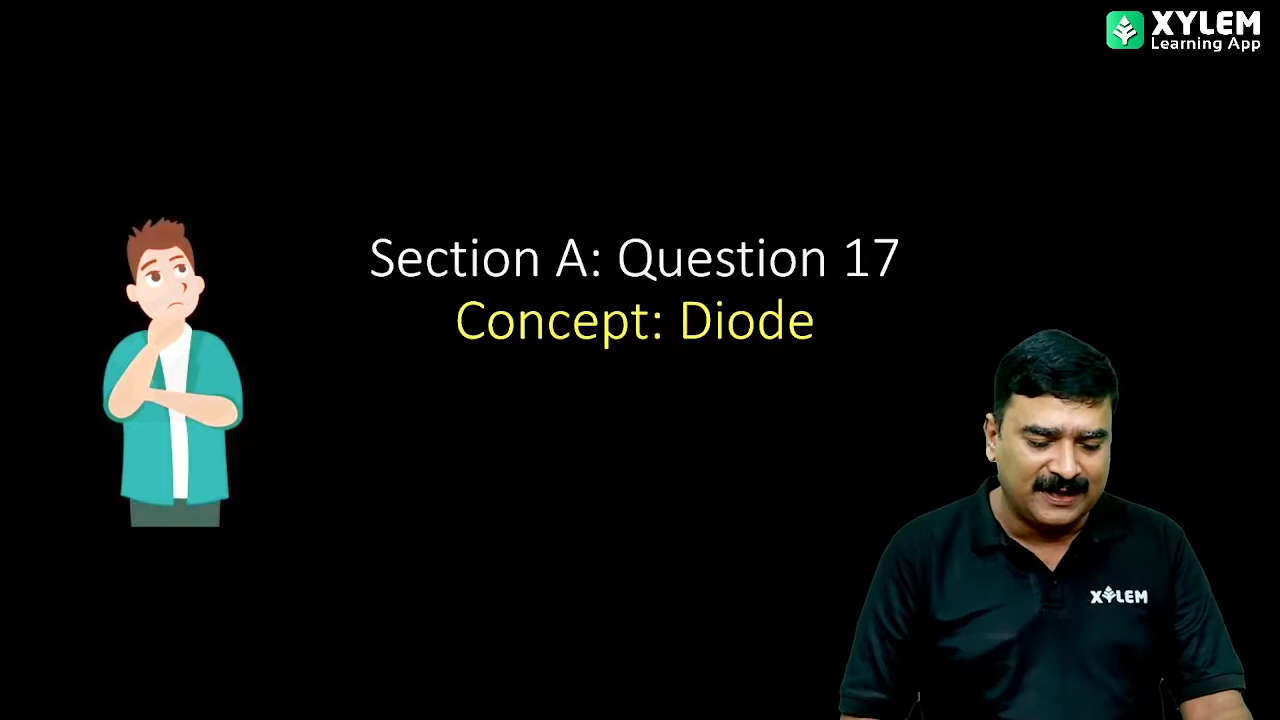 XYLEM
Learning App
Section A: Question 17
Concept: Diode
XYLEM